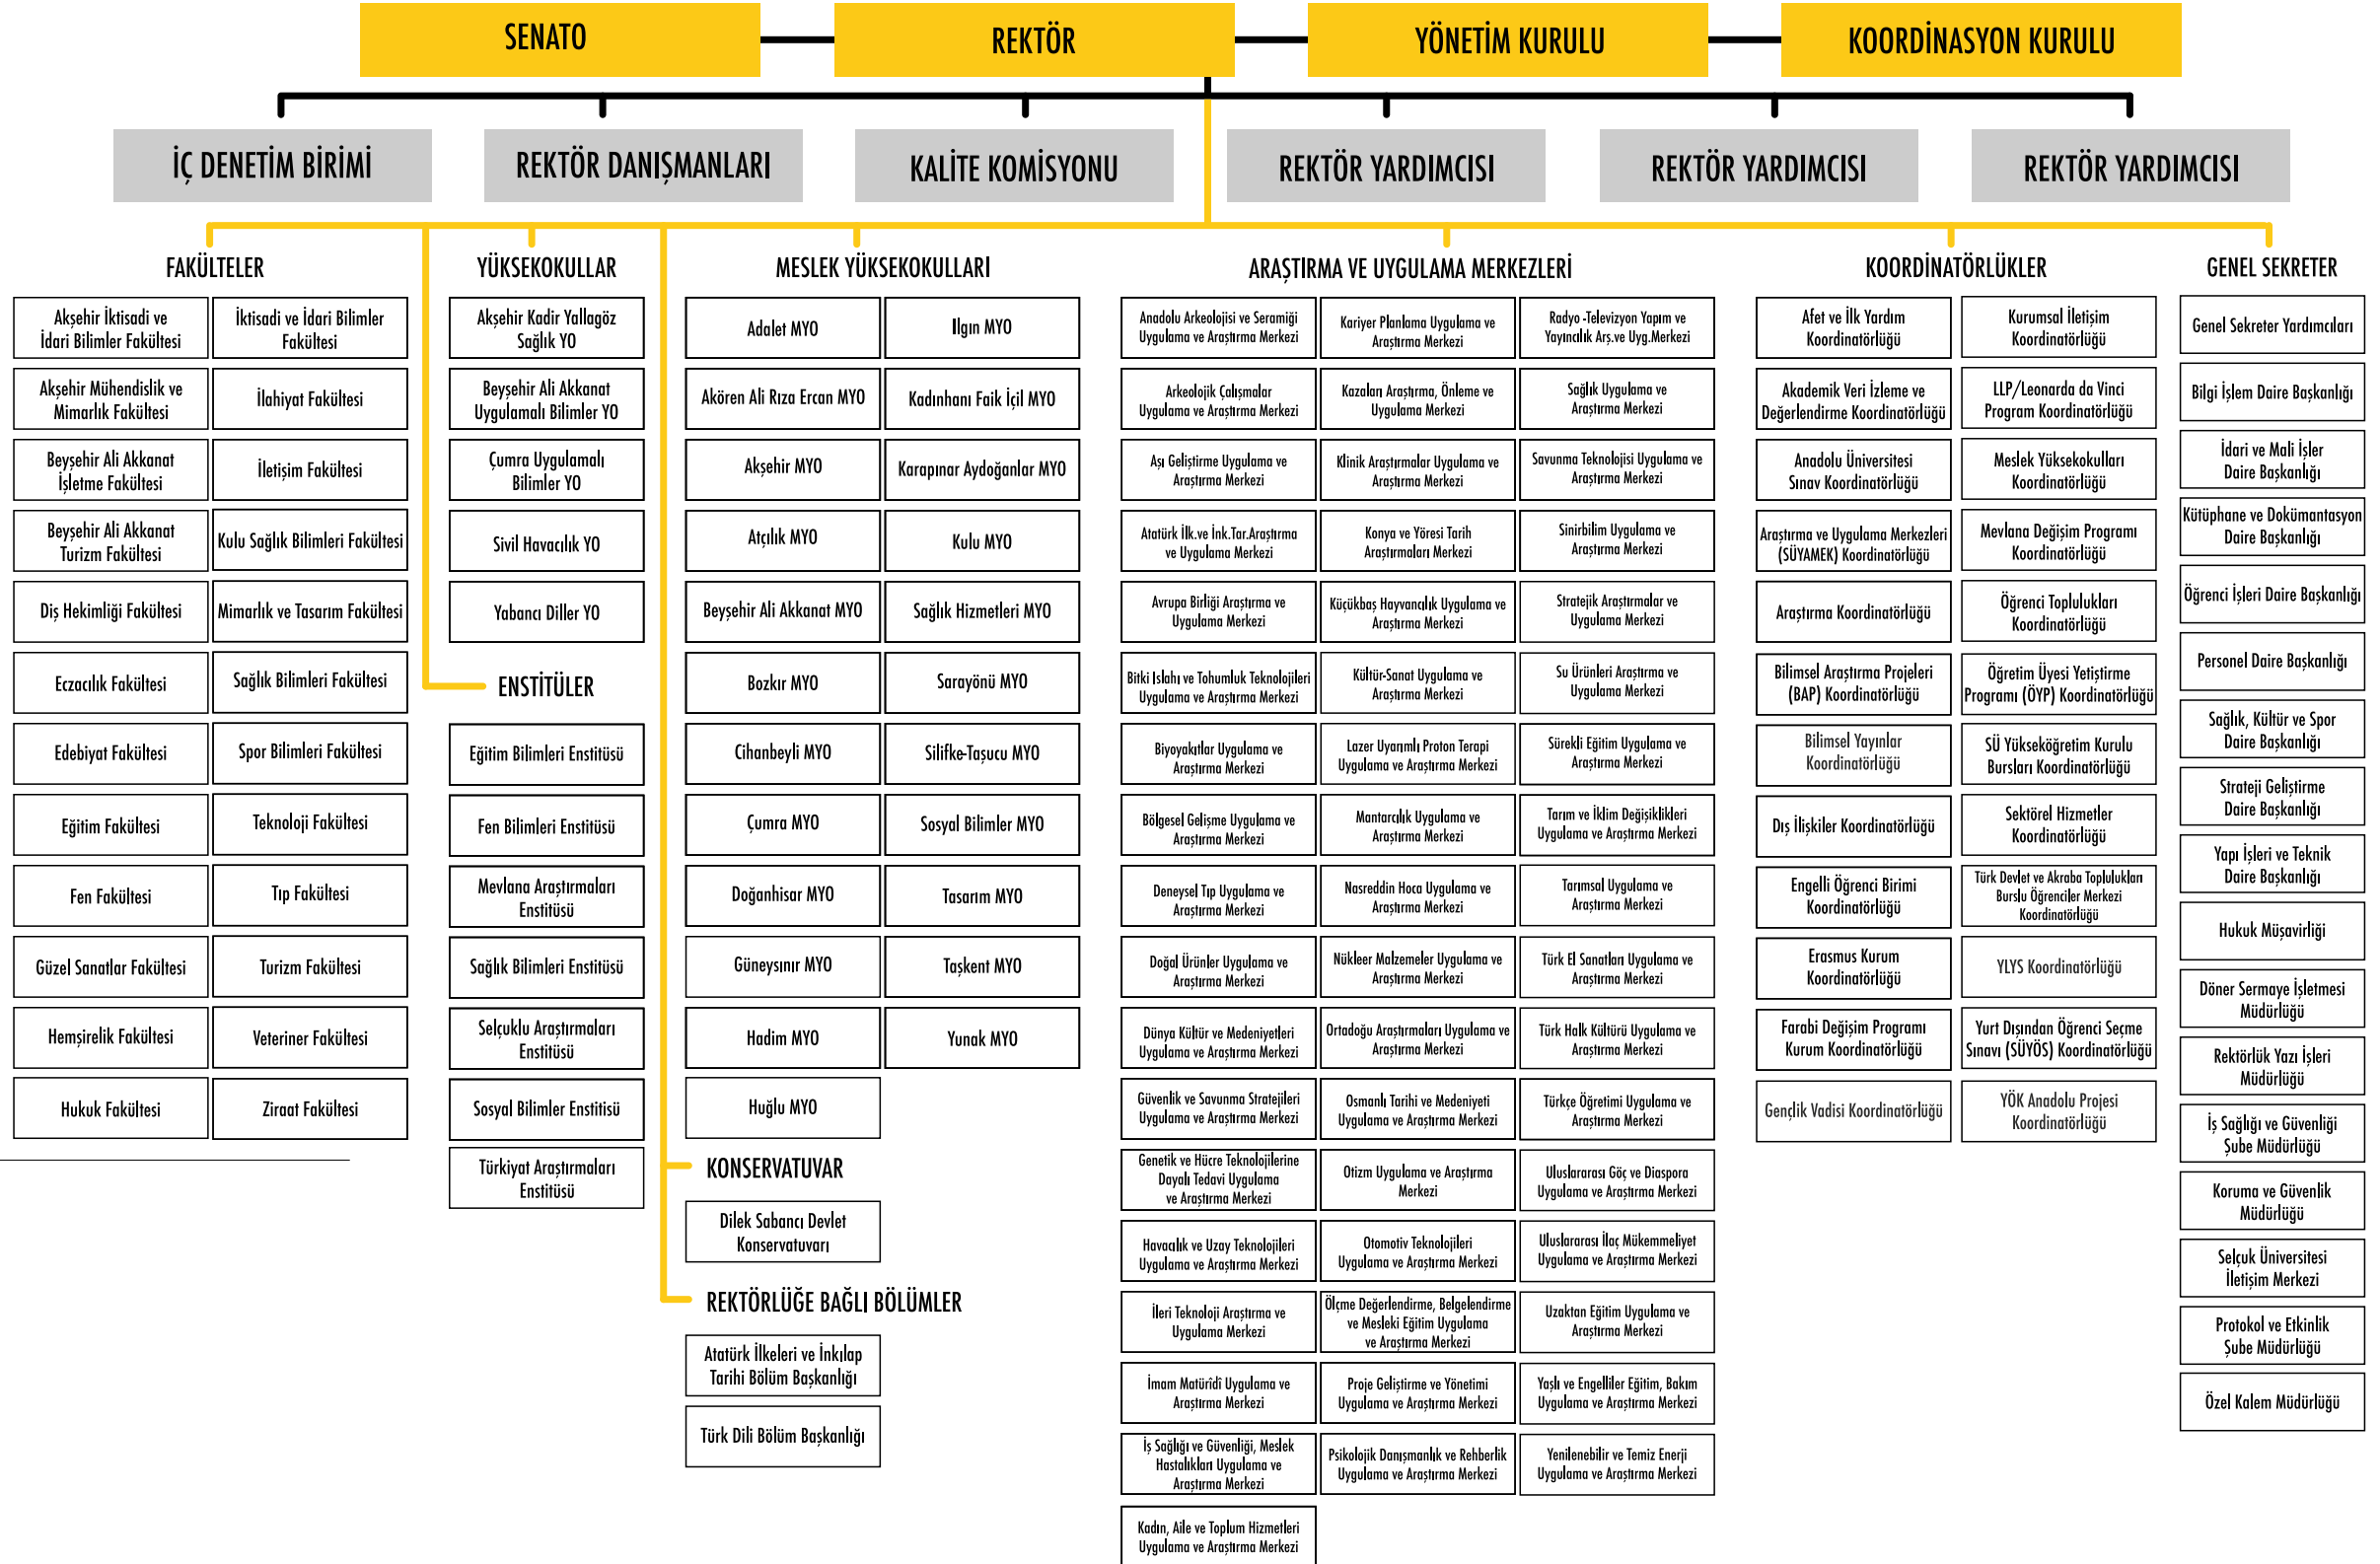 SENATO
REKTÖR
YÖNETİM KURULU
KOORDİNASYON KURULU
İÇ DENETİM BİRİMİ
REKTÖR DANIŞMANLARI
KALİTE KOMİSYONU
REKTÖR YARDIMCISI
REKTÖR YARDIMCISI
REKTÖR YARDIMCISI
FAKÜLTELER
Akşehir İktisadi ve
İdari Bilimler Fakültesi
Akşehir Mühendislik ve
Mimarlık Fakültesi
Beyşehir Ali Akkanat
İşletme Fakültesi
Beyşehir Ali Akkanat
Turizm Fakültesi
Diş Hekimliği Fakültesi
Eczacılık Fakültesi
Edebiyat Fakültesi
Eğitim Fakültesi
Fen Fakültesi
Güzel Sanatlar Fakültesi
Hemşirelik Fakültesi
Hukuk Fakültesi
İktisadi ve İdari Bilimler
Fakültesi
İlahiyat Fakültesi
İletişim Fakültesi
Kulu Sağlık Bilimleri Fakültesi
Mimarlık ve Tasarım Fakültesi
Sağlık Bilimleri Fakültesi
Spor Bilimleri Fakültesi
Teknoloji Fakültesi
Tıp Fakültesi
Turizm Fakültesi
Veteriner Fakültesi
Ziraat Fakültesi
YÜKSEKOKULLAR
Akşehir Kadir Yallagöz
Sağlık YO
Beyşehir Ali Akkanat
Uygulamalı Bilimler YO
Çumra Uygulamalı
Bilimler YO
Sivil Havacılık YO
Yabancı Diller YO
ENSTİTÜLER
Eğitim Bilimleri Enstitüsü
Fen Bilimleri Enstitüsü
Mevlana Araştırmaları
Enstitüsü
Sağlık Bilimleri Enstitüsü
Selçuklu Araştırmaları
Enstitüsü
Sosyal Bilimler Enstitisü
Türkiyat Araştırmaları
Enstitüsü
MESLEK YÜKSEKOKULLARI
Adalet MYO
Akören Ali Rıza Ercan MYO
Akşehir MYO
Atçılık MYO
Beyşehir Ali Akkanat MYO
Bozkır MYO
Cihanbeyli MYO
Çumra MYO
Doğanhisar MYO
Güneysınır MYO
Hadim MYO
Huğlu MYO
Ilgın MYO
Kadınhanı Faik İçil MYO
Karapınar Aydoğanlar MYO
Kulu MYO
Sağlık Hizmetleri MYO
Sarayönü MYO
Silifke-Taşucu MYO
Sosyal Bilimler MYO
Tasarım MYO
Taşkent MYO
Yunak MYO
KONSERVATUVAR
Dilek Sabancı Devlet
Konservatuvarı
REKTÖRLÜĞE BAĞLI BÖLÜMLER
Atatürk İlkeleri ve İnkılap
Tarihi Bölüm Başkanlığı
Türk Dili Bölüm Başkanlığı
ARAŞTIRMA VE UYGULAMA MERKEZLERİ
Anadolu Arkeolojisi ve Seramiği
Uygulama ve Araştırma Merkezi
Arkeolojik Çalışmalar
Uygulama ve Araştırma Merkezi
Aşı Geliştirme Uygulama ve
Araştırma Merkezi
Atatürk İlk.ve İnk.Tar.Araştırma
ve Uygulama Merkezi
Avrupa Birliği Araştırma ve
Uygulama Merkezi
Bitki Islahı ve Tohumluk Teknolojileri
Uygulama ve Araştırma Merkezi
Biyoyakıtlar Uygulama ve
Araştırma Merkezi
Bölgesel Gelişme Uygulama ve
Araştırma Merkezi
Deneysel Tıp Uygulama ve
Araştırma Merkezi
Doğal Ürünler Uygulama ve
Araştırma Merkezi
Dünya Kültür ve Medeniyetleri
Uygulama ve Araştırma Merkezi
Güvenlik ve Savunma Stratejileri
Uygulama ve Araştırma Merkezi
Genetik ve Hücre Teknolojilerine
Dayalı Tedavi Uygulama
ve Araştırma Merkezi
Havacılık ve Uzay Teknolojileri
Uygulama ve Araştırma Merkezi
İleri Teknoloji Araştırma ve
Uygulama Merkezi
İmam Matürîdî Uygulama ve
Araştırma Merkezi
İş Sağlığı ve Güvenliği, Meslek
Hastalıkları Uygulama ve
Araştırma Merkezi
Kadın, Aile ve Toplum Hizmetleri
Uygulama ve Araştırma Merkezi
Kariyer Planlama Uygulama ve
Araştırma Merkezi
Kazaları Araştırma, Önleme ve
Uygulama Merkezi
Klinik Araştırmalar Uygulama ve
Araştırma Merkezi
Konya ve Yöresi Tarih
Araştırmaları Merkezi
Küçükbaş Hayvancılık Uygulama ve
Araştırma Merkezi
Kültür-Sanat Uygulama ve
Araştırma Merkezi
Lazer Uyarımlı Proton Terapi
Uygulama ve Araştırma Merkezi
Mantarcılık Uygulama ve
Araştırma Merkezi
Nasreddin Hoca Uygulama ve
Araştırma Merkezi
Nükleer Malzemeler Uygulama ve
Araştırma Merkezi
Ortadoğu Araştırmaları Uygulama ve
Araştırma Merkezi
Osmanlı Tarihi ve Medeniyeti
Uygulama ve Araştırma Merkezi
Otizm Uygulama ve Araştırma
Merkezi
Otomotiv Teknolojileri
Uygulama ve Araştırma Merkezi
Ölçme Değerlendirme, Belgelendirme
ve Mesleki Eğitim Uygulama
ve Araştırma Merkezi
Proje Geliştirme ve Yönetimi
Uygulama ve Araştırma Merkezi
Psikolojik Danışmanlık ve Rehberlik
Uygulama ve Araştırma Merkezi
Radyo -Televizyon Yapım ve
Yayıncılık Arş.ve Uyg.Merkezi
Sağlık Uygulama ve
Araştırma Merkezi
Savunma Teknolojisi Uygulama ve
Araştırma Merkezi
Sinirbilim Uygulama ve
Araştırma Merkezi
Stratejik Araştırmalar ve
Uygulama Merkezi
Su Ürünleri Araştırma ve
Uygulama Merkezi
Sürekli Eğitim Uygulama ve
Araştırma Merkezi
Tarım ve İklim Değişiklikleri
Uygulama ve Araştırma Merkezi
Tarımsal Uygulama ve
Araştırma Merkezi
Türk El Sanatları Uygulama ve
Araştırma Merkezi
Türk Halk Kültürü Uygulama ve
Araştırma Merkezi
Türkçe Öğretimi Uygulama ve
Araştırma Merkezi
Uluslararası Göç ve Diaspora
Uygulama ve Araştırma Merkezi
Uluslararası İlaç Mükemmeliyet
Uygulama ve Araştırma Merkezi
Uzaktan Eğitim Uygulama ve
Araştırma Merkezi
Yaşlı ve Engelliler Eğitim, Bakım
Uygulama ve Araştırma Merkezi
Yenilenebilir ve Temiz Enerji
Uygulama ve Araştırma Merkezi
KOORDİNATÖRLÜKLER
Afet ve İlk Yardım
Koordinatörlüğü
Akademik Veri İzleme ve
Değerlendirme Koordinatörlüğü
Anadolu Üniversitesi
Sınav Koordinatörlüğü
Araştırma ve Uygulama Merkezleri
(SÜYAMEK) Koordinatörlüğü
Araştırma Koordinatörlüğü
Bilimsel Araştırma Projeleri
(BAP) Koordinatörlüğü
Bilimsel Yayınlar
Koordinatörlüğü
Dış İlişkiler Koordinatörlüğü
Engelli Öğrenci Birimi
Koordinatörlüğü
Erasmus Kurum
Koordinatörlüğü
Farabi Değişim Programı
Kurum Koordinatörlüğü
Gençlik Vadisi Koordinatörlüğü
Kurumsal İletişim
Koordinatörlüğü
LLP/Leonarda da Vinci
Program Koordinatörlüğü
Meslek Yüksekokulları
Koordinatörlüğü
Mevlana Değişim Programı
Koordinatörlüğü
Öğrenci Toplulukları
Koordinatörlüğü
Öğretim Üyesi Yetiştirme
Programı (ÖYP) Koordinatörlüğü
SÜ Yükseköğretim Kurulu
Bursları Koordinatörlüğü
Sektörel Hizmetler
Koordinatörlüğü
Türk Devlet ve Akraba Toplulukları
Burslu Öğrenciler Merkezi
Koordinatörlüğü
YLYS Koordinatörlüğü
Yurt Dışından Öğrenci Seçme
Sınavı (SÜYÖS) Koordinatörlüğü
YÖK Anadolu Projesi
Koordinatörlüğü
GENEL SEKRETER
Genel Sekreter Yardımcıları
Bilgi İşlem Daire Başkanlığı
İdari ve Mali İşler
Daire Başkanlığı
Kütüphane ve Dokümantasyon
Daire Başkanlığı
Öğrenci İşleri Daire Başkanlığı
Personel Daire Başkanlığı
Sağlık, Kültür ve Spor
Daire Başkanlığı
Strateji Geliştirme
Daire Başkanlığı
Yapı İşleri ve Teknik
Daire Başkanlığı
Hukuk Müşavirliği
Döner Sermaye İşletmesi
Müdürlüğü
Rektörlük Yazı İşleri
Müdürlüğü
İş Sağlığı ve Güvenliği
Şube Müdürlüğü
Koruma ve Güvenlik
Müdürlüğü
Selçuk Üniversitesi
İletişim Merkezi
Protokol ve Etkinlik
Şube Müdürlüğü
Özel Kalem Müdürlüğü